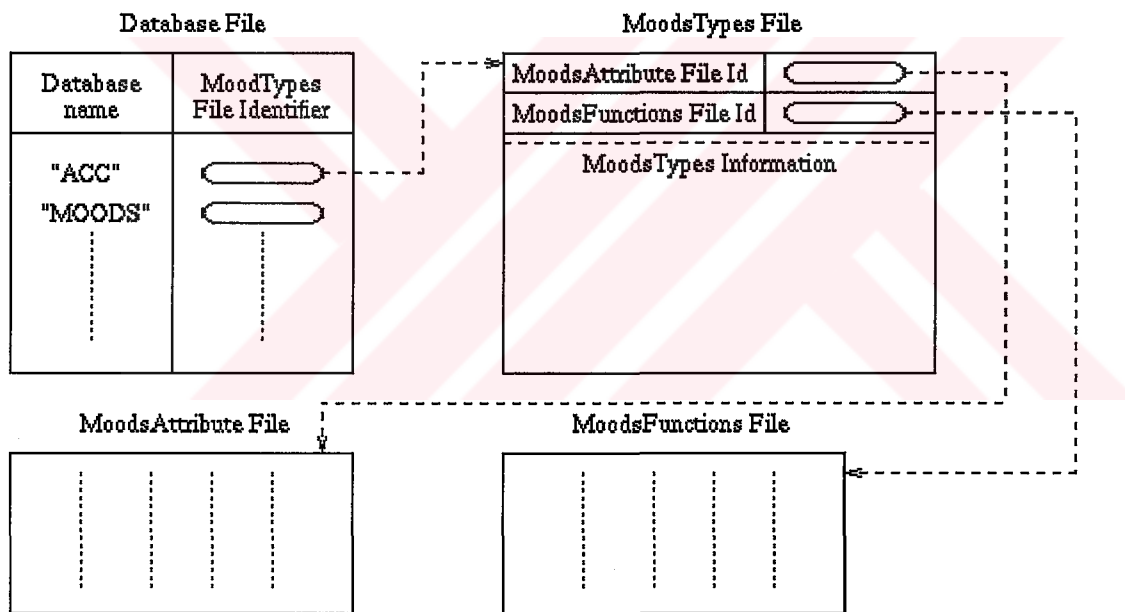 Database File
Database name
MoodTypes File Identifier
"ACC"
"MOODS"
MoodsTypes File
MoodsAttribute File Id
MoodsFunctions File Id
MoodsTypes Information
MoodsAttribute File
MoodsFunctions File